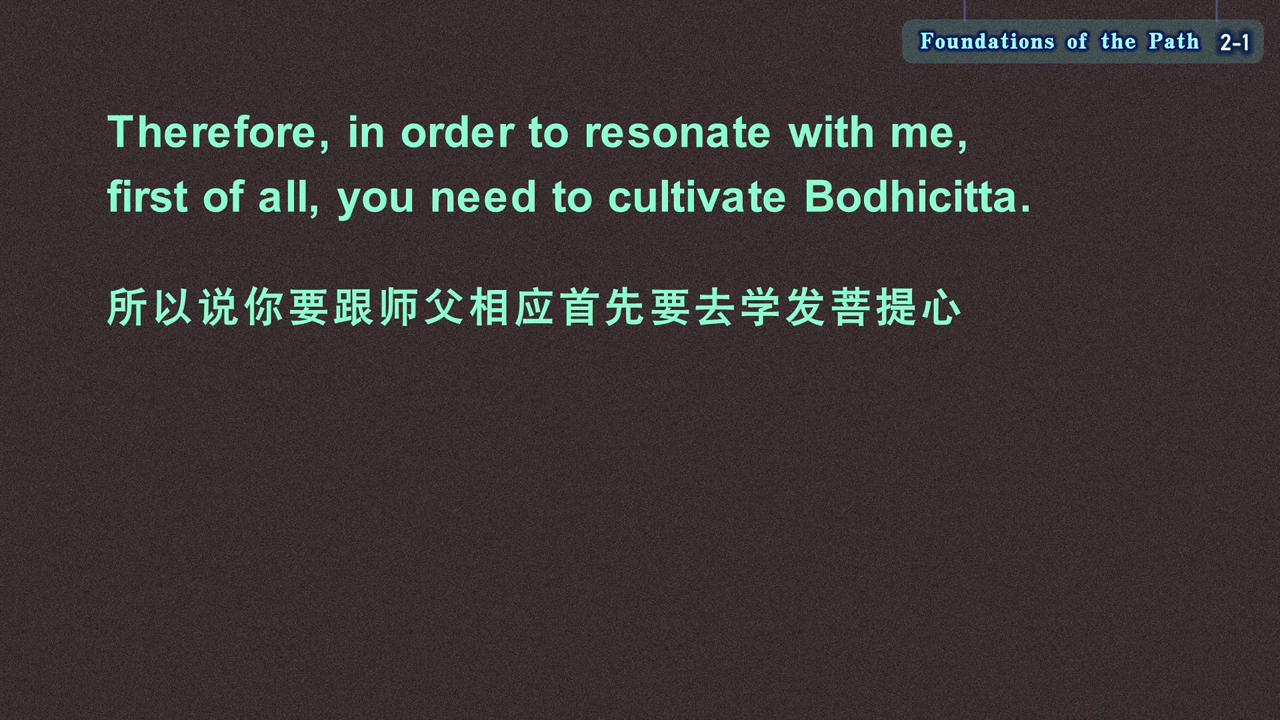 Foundations of the Path 2-1
Therefore, in order to resonate with me,
first of all, you need to cultivate Bodhicitta.
所以说你要跟师父相应首先要去学发菩提心